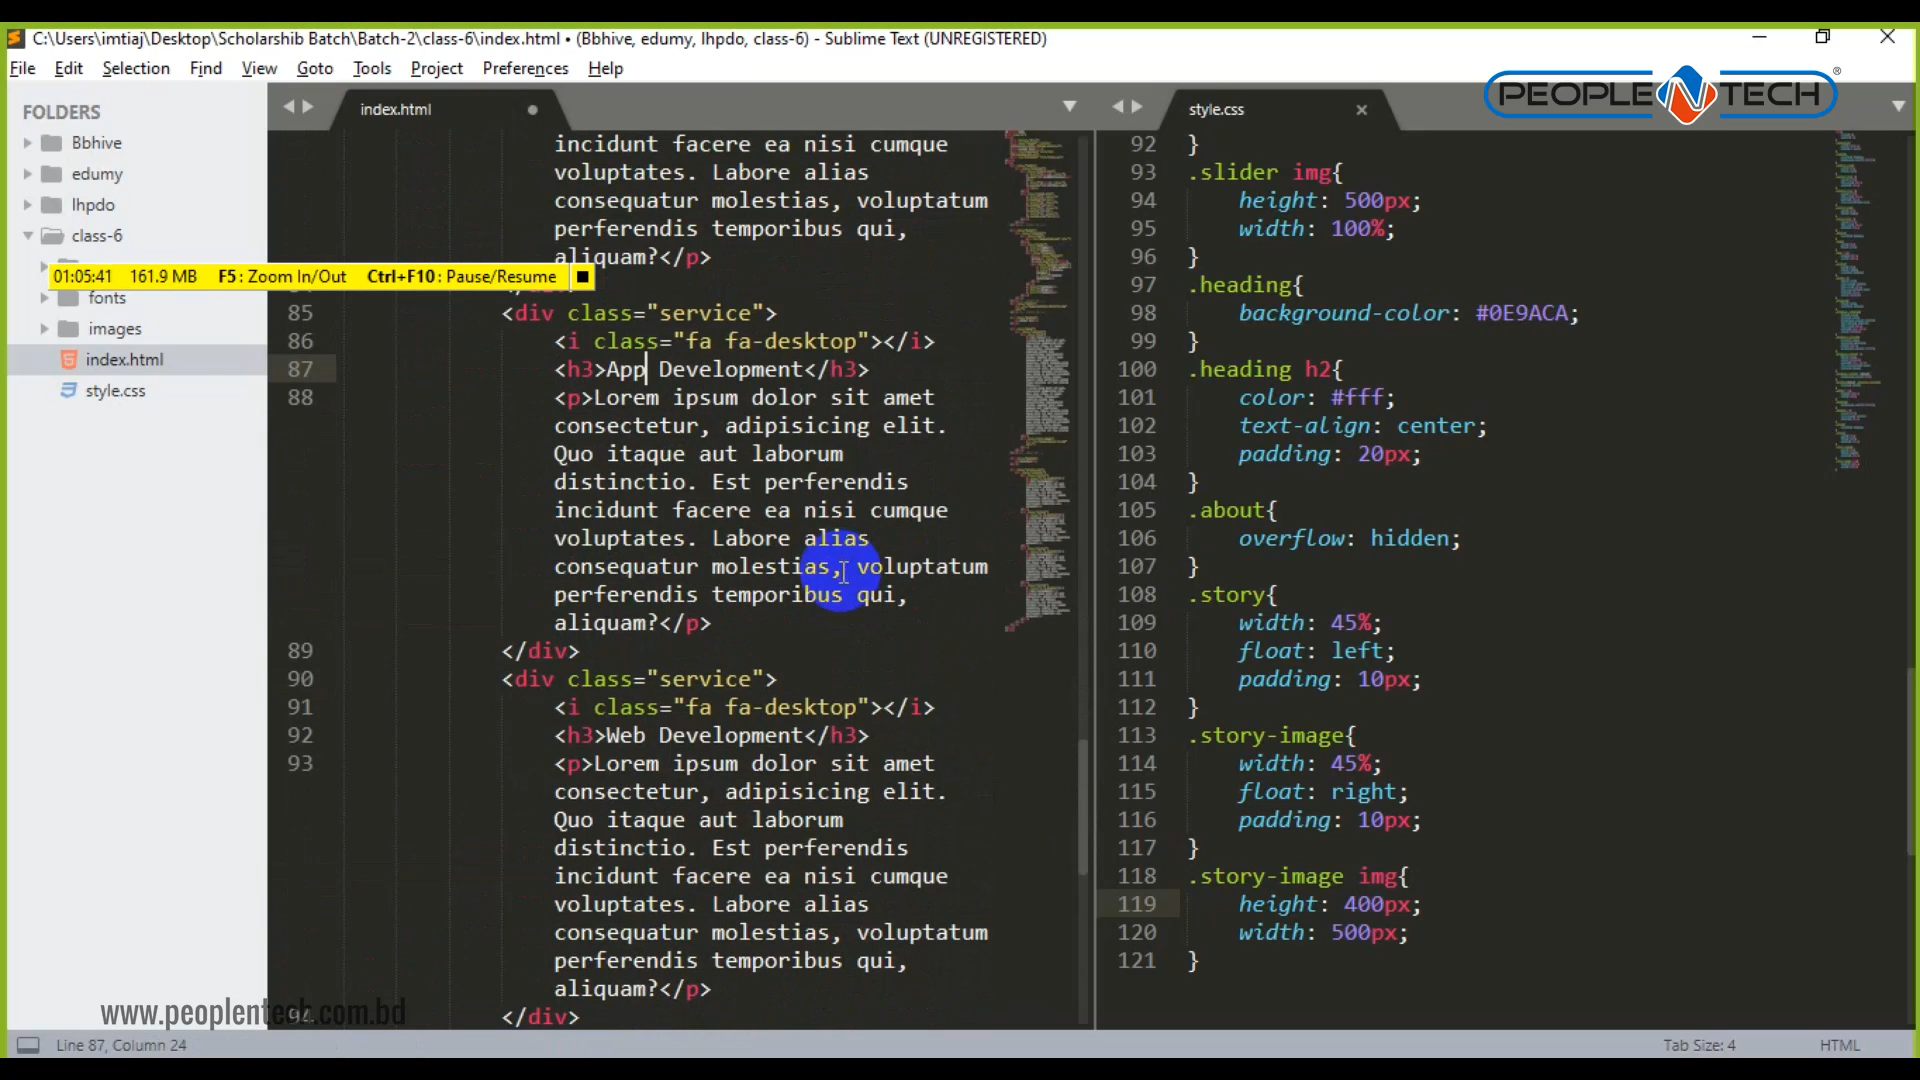 C:\Users\imtiaj\Desktop\Scholarshib Batch\Batch-2\class-6\index.html • (Bbhive, edumy, lhpdo, class-6) - Sublime Text (UNREGISTERED)
File Edit Selection Find View Goto Tools Project Preferences Help
PEOPLE N TECH ®
FOLDERS
Bbhive
edumy
lhpdo
class-6
01:05:41 161.9 MB F5: Zoom In/Out Ctrl+F10: Pause/Resume
fonts
images
index.html
style.css
index.html
incidunt facere ea nisi cumque
voluptates. Labore alias
consequatur molestias, voluptatum
perferendis temporibus qui,
aliquam?</p>
85 <div class="service">
86 <i class="fa fa-desktop"></i>
87 <h3>App Development</h3>
88 <p>Lorem ipsum dolor sit amet
consectetur, adipisicing elit.
Quo itaque aut laborum
distinctio. Est perferendis
incidunt facere ea nisi cumque
voluptates. Labore alias
consequatur molestias, voluptatum
perferendis temporibus qui,
aliquam?</p>
89 </div>
90 <div class="service">
91 <i class="fa fa-desktop"></i>
92 <h3>Web Development</h3>
93 <p>Lorem ipsum dolor sit amet
consectetur, adipisicing elit.
Quo itaque aut laborum
distinctio. Est perferendis
incidunt facere ea nisi cumque
voluptates. Labore alias
consequatur molestias, voluptatum
perferendis temporibus qui,
aliquam?</p>
94 </div>
style.css
92 }
93 .slider img{
94 height: 500px;
95 width: 100%;
96 }
97 .heading{
98 background-color: #0E9ACA;
99 }
100 .heading h2{
101 color: #fff;
102 text-align: center;
103 padding: 20px;
104 }
105 .about{
106 overflow: hidden;
107 }
108 .story{
109 width: 45%;
110 float: left;
111 padding: 10px;
112 }
113 .story-image{
114 width: 45%;
115 float: right;
116 padding: 10px;
117 }
118 .story-image img{
119 height: 400px;
120 width: 500px;
121 }
www.peoplentech.com.bd
Line 87, Column 24
Tab Size: 4
HTML